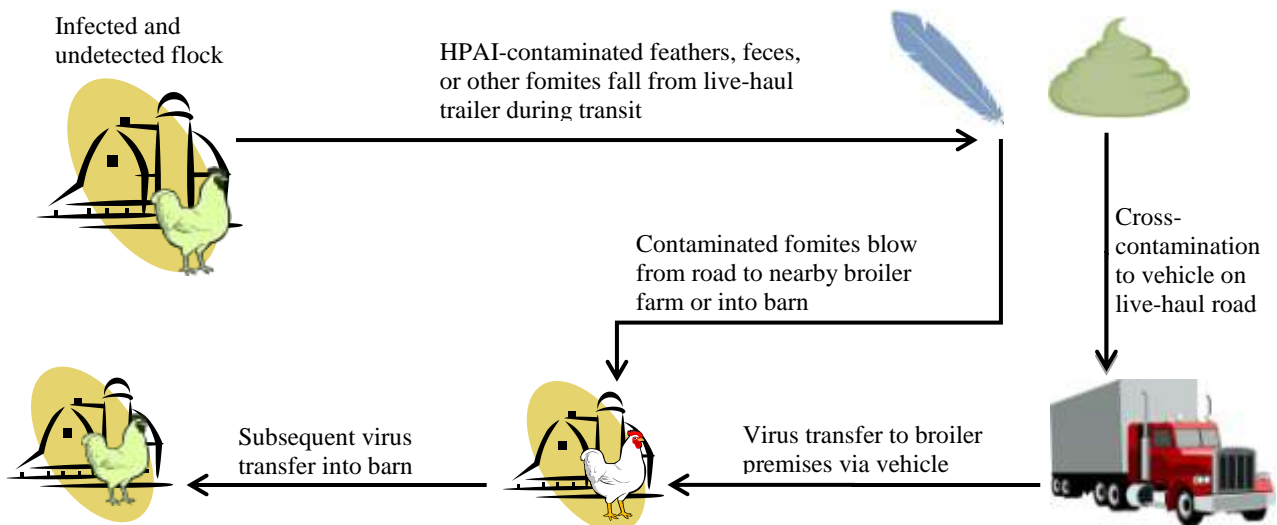 Infected and
undetected flock
HPAI-contaminated feathers, feces,
or other fomites fall from live-haul
trailer during transit
Contaminated fomites blow
from road to nearby broiler
farm or into barn
Cross-
contamination
to vehicle on
live-haul road
Subsequent virus
transfer into barn
Virus transfer to broiler
premises via vehicle